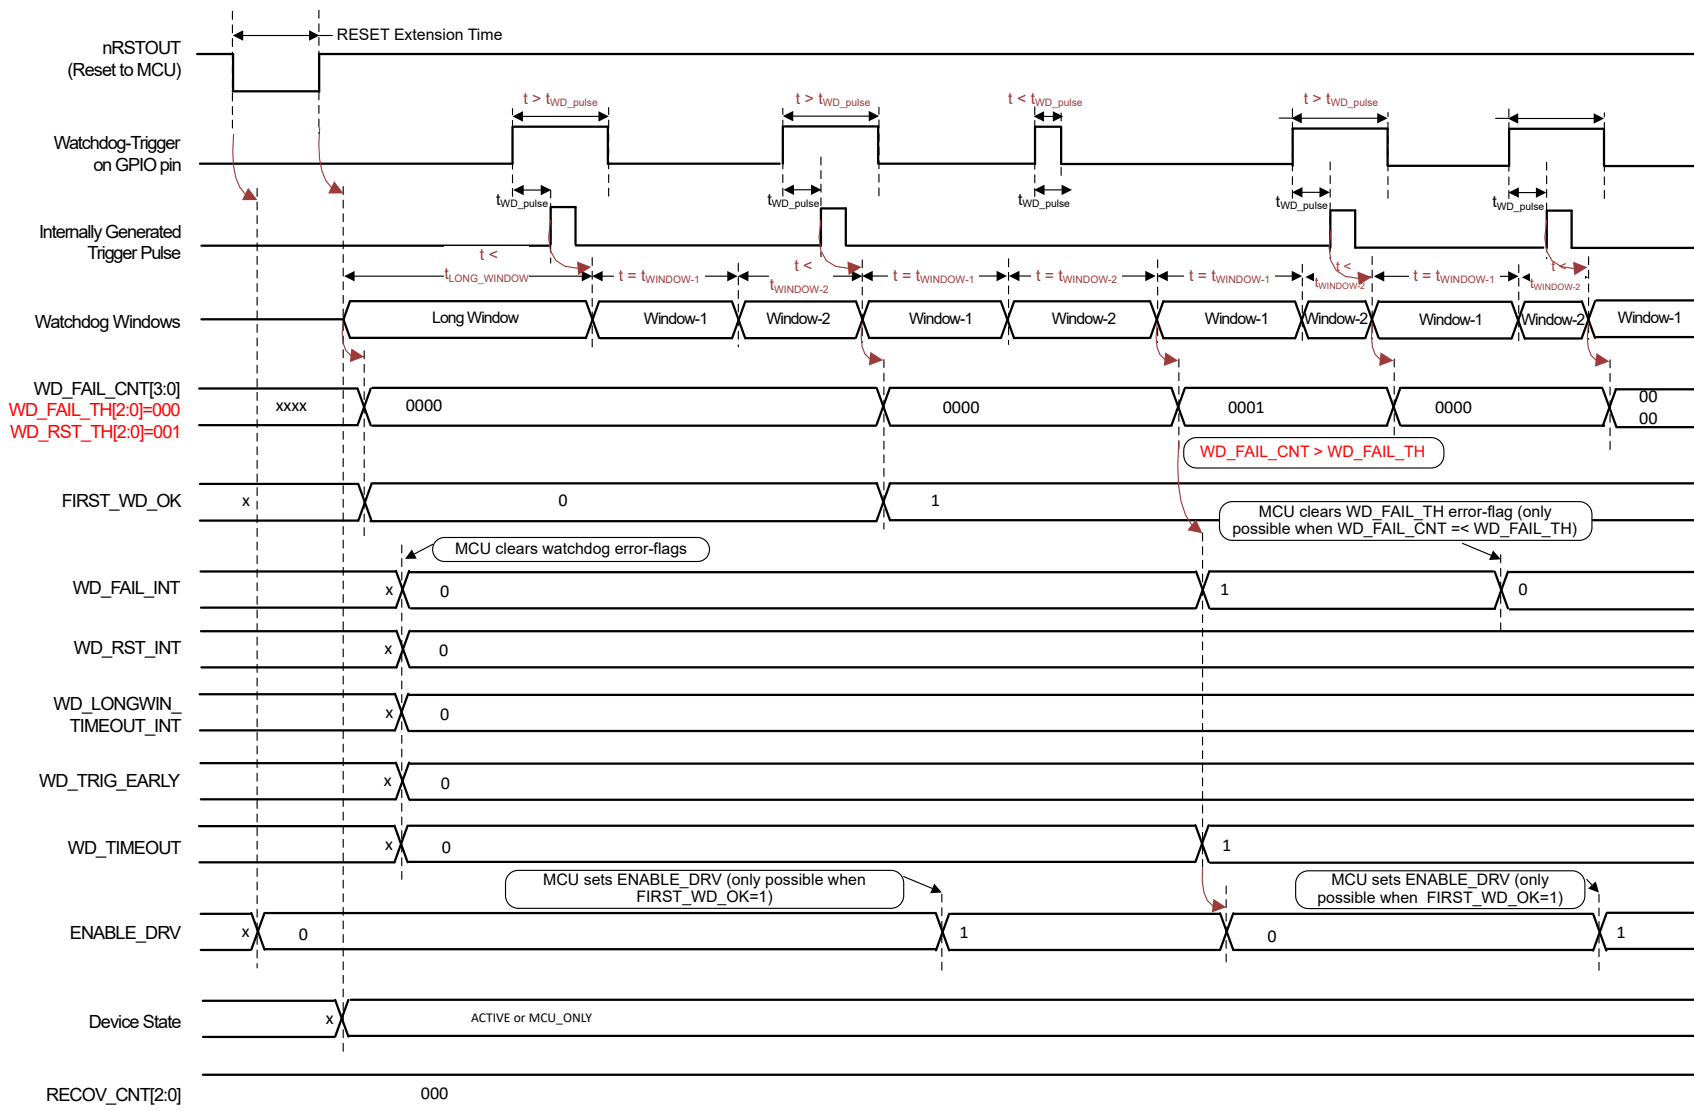 RESET Extension Time
nRSTOUT
(Reset to MCU)
t > tWD_pulse
t > tWD_pulse
t < tWD_pulse
t > tWD_pulse
Watchdog-Trigger
on GPIO pin
tWD_pulse
tWD_pulse
tWD_pulse
tWD_pulse
tWD_pulse
Internally Generated
Trigger Pulse
t <
tLONG_WINDOW
t = tWINDOW-1
t <
tWINDOW-2
t = tWINDOW-1
t = tWINDOW-2
t = tWINDOW-1
t <
tWINDOW-2
t = tWINDOW-1
t <
tWINDOW-2
Watchdog Windows
Long Window
Window-1
Window-2
Window-1
Window-2
Window-1
Window-2
Window-1
Window-2
Window-1
WD_FAIL_CNT[3:0]
WD_FAIL_TH[2:0]=000
WD_RST_TH[2:0]=001
xxxx
0000
0000
0001
0000
00
00
WD_FAIL_CNT > WD_FAIL_TH
FIRST_WD_OK
x
0
1
MCU clears WD_FAIL_TH error-flag (only
possible when WD_FAIL_CNT =< WD_FAIL_TH)
MCU clears watchdog error-flags
WD_FAIL_INT
x
0
1
0
WD_RST_INT
x
0
WD_LONGWIN_
TIMEOUT_INT
x
0
WD_TRIG_EARLY
x
0
WD_TIMEOUT
x
0
1
MCU sets ENABLE_DRV (only possible when
FIRST_WD_OK=1)
MCU sets ENABLE_DRV (only
possible when FIRST_WD_OK=1)
ENABLE_DRV
x
0
1
0
1
Device State
x
ACTIVE or MCU_ONLY
RECOV_CNT[2:0]
000